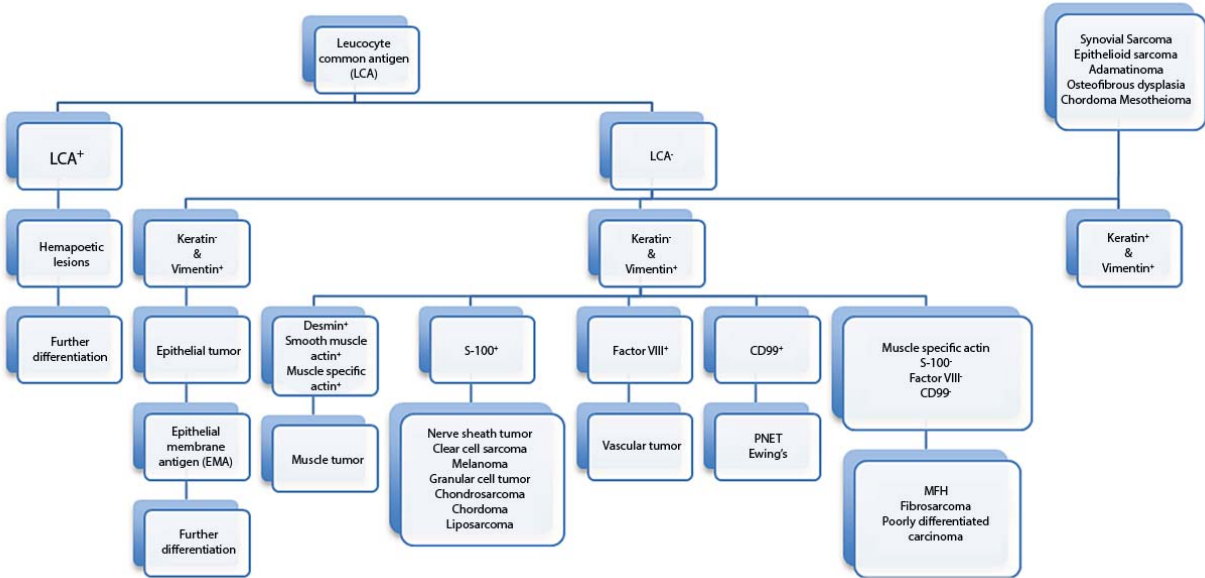 Leucocyte
common antigen
(LCA)
Synovial Sarcoma
Epithelioid sarcoma
Adamatinoma
Osteofibrous dysplasia
Chordoma Mesotheioma
LCA⁺
LCA⁻
Hemapoetic
lesions
Keratin⁻
&
Vimentin⁺
Keratin⁻
&
Vimentin⁺
Keratin⁺
&
Vimentin⁺
Further
differentiation
Epithelial tumor
Desmin⁺
Smooth muscle
actin⁺
Muscle specific
actin⁺
S-100⁺
Factor VIII⁺
CD99⁺
Muscle specific actin
S-100⁻
Factor VIII⁻
CD99⁻
Epithelial
membrane
antigen (EMA)
Muscle tumor
Nerve sheath tumor
Clear cell sarcoma
Melanoma
Granular cell tumor
Chondrosarcoma
Chordoma
Liposarcoma
Vascular tumor
PNET
Ewing's
MFH
Fibrosarcoma
Poorly differentiated
carcinoma
Further
differentiation